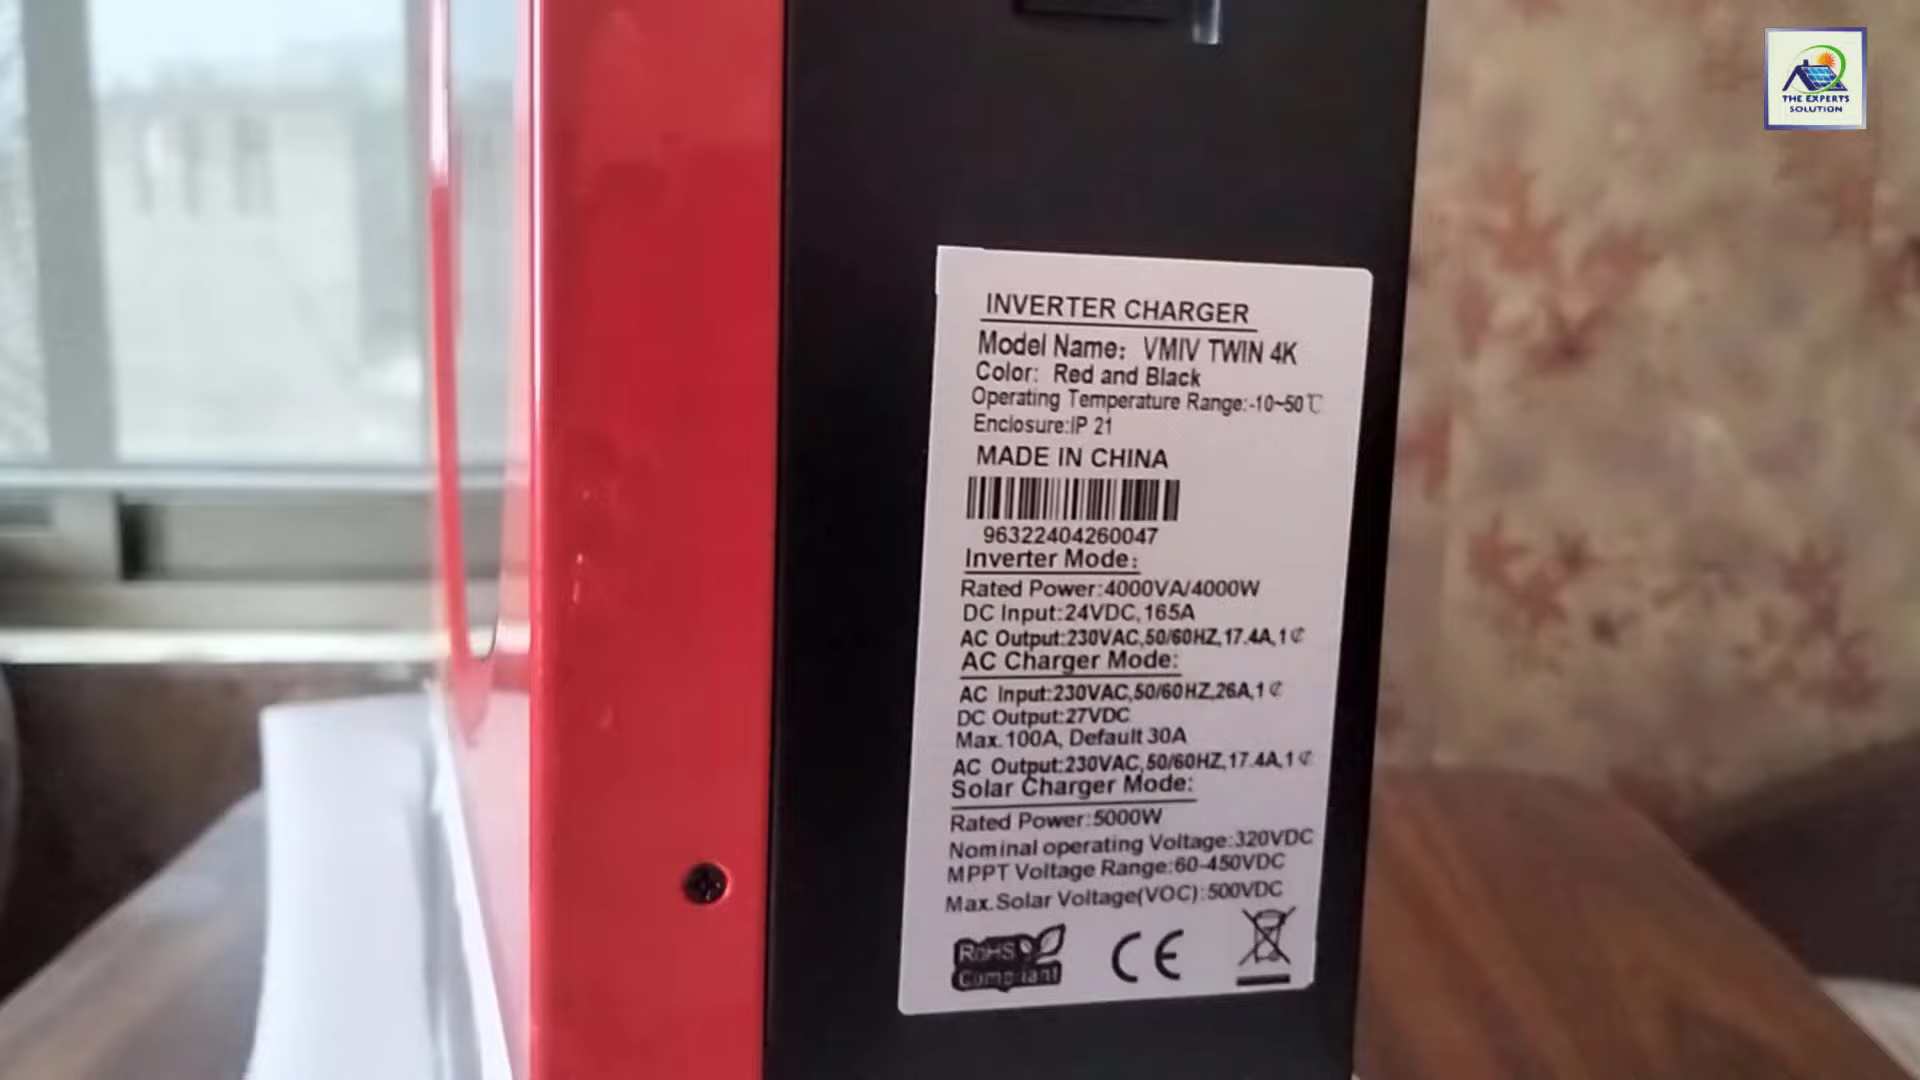 THE EXPERTS
SOLUTION
INVERTER CHARGER
Model Name: VMIV TWIN 4K
Color: Red and Black
Operating Temperature Range:-10~50℃
Enclosure:IP 21
MADE IN CHINA
96322404260047
Inverter Mode:
Rated Power:4000VA/4000W
DC Input:24VDC,165A
AC Output:230VAC,50/60HZ,17.4A,1¢
AC Charger Mode:
AC Input:230VAC,50/60HZ,26A,1¢
DC Output:27VDC
Max.100A, Default 30A
AC Output:230VAC,50/60HZ,17.4A,1¢
Solar Charger Mode:
Rated Power:5000W
Nominal operating Voltage:320VDC
MPPT Voltage Range:60-450VDC
Max.Solar Voltage(VOC):500VDC
RoHS
Compliant
CE